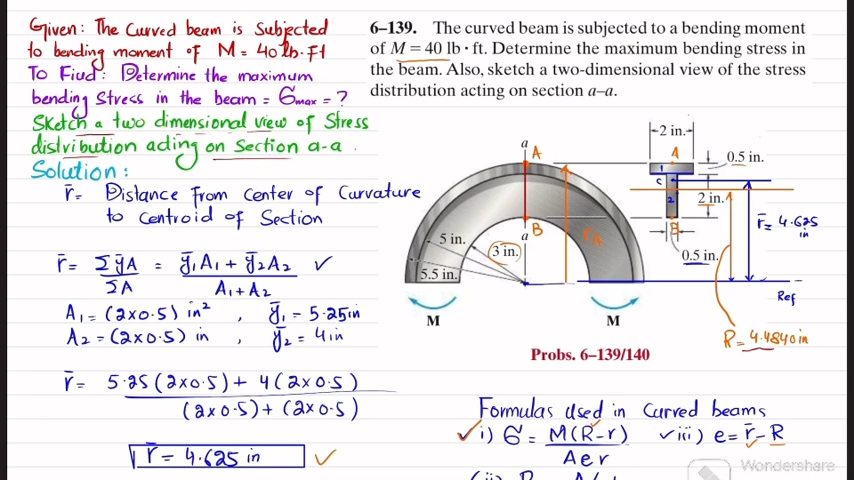 Given: The Curved beam is Subjected
to bending moment of M = 40 lb.ft
To Find: Determine the maximum
bending Stress in the beam = σmax = ?
Sketch a two dimensional view of Stress
distribution acting on Section a-a.
Solution:
r̄ = Distance from center of Curvature
to centroid of Section
r̄ = ΣȳA / ΣA = ȳ₁A₁ + ȳ₂A₂ / A₁ + A₂ ✓
A₁ = (2x0.5) in² , ȳ₁ = 5.25in
A₂ = (2x0.5) in , ȳ₂ = 4in
r̄ = 5.25(2x0.5) + 4(2x0.5) / (2x0.5) + (2x0.5)
r̄ = 4.625 in ✓
6–139. The curved beam is subjected to a bending moment
of M = 40 lb · ft. Determine the maximum bending stress in
the beam. Also, sketch a two-dimensional view of the stress
distribution acting on section a–a.
a
A
2 in.
A
0.5 in.
1
c
2
2 in.
B
a
B
rA
5 in.
3 in.
5.5 in.
0.5 in.
r̄ = 4.625
in
Ref
M
M
R = 4.4840 in
Probs. 6–139/140
Formulas used in Curved beams
✓ i) σ = M(R-r) / Aer ✓ iii) e = r̄ - R
(ii)
Wondershare